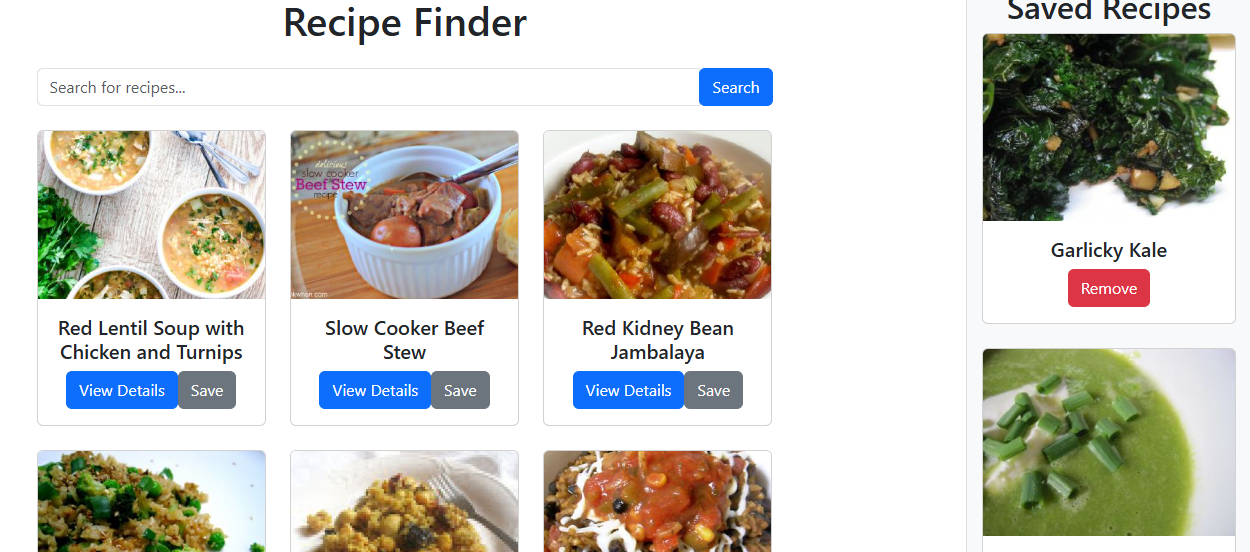 Recipe Finder
Search for recipes...
Search
delicious
slow cooker
Beef Stew
recipe
Red Lentil Soup with
Chicken and Turnips
View Details
Save
Slow Cooker Beef
Stew
View Details
Save
Red Kidney Bean
Jambalaya
View Details
Save
Saved Recipes
Garlicky Kale
Remove